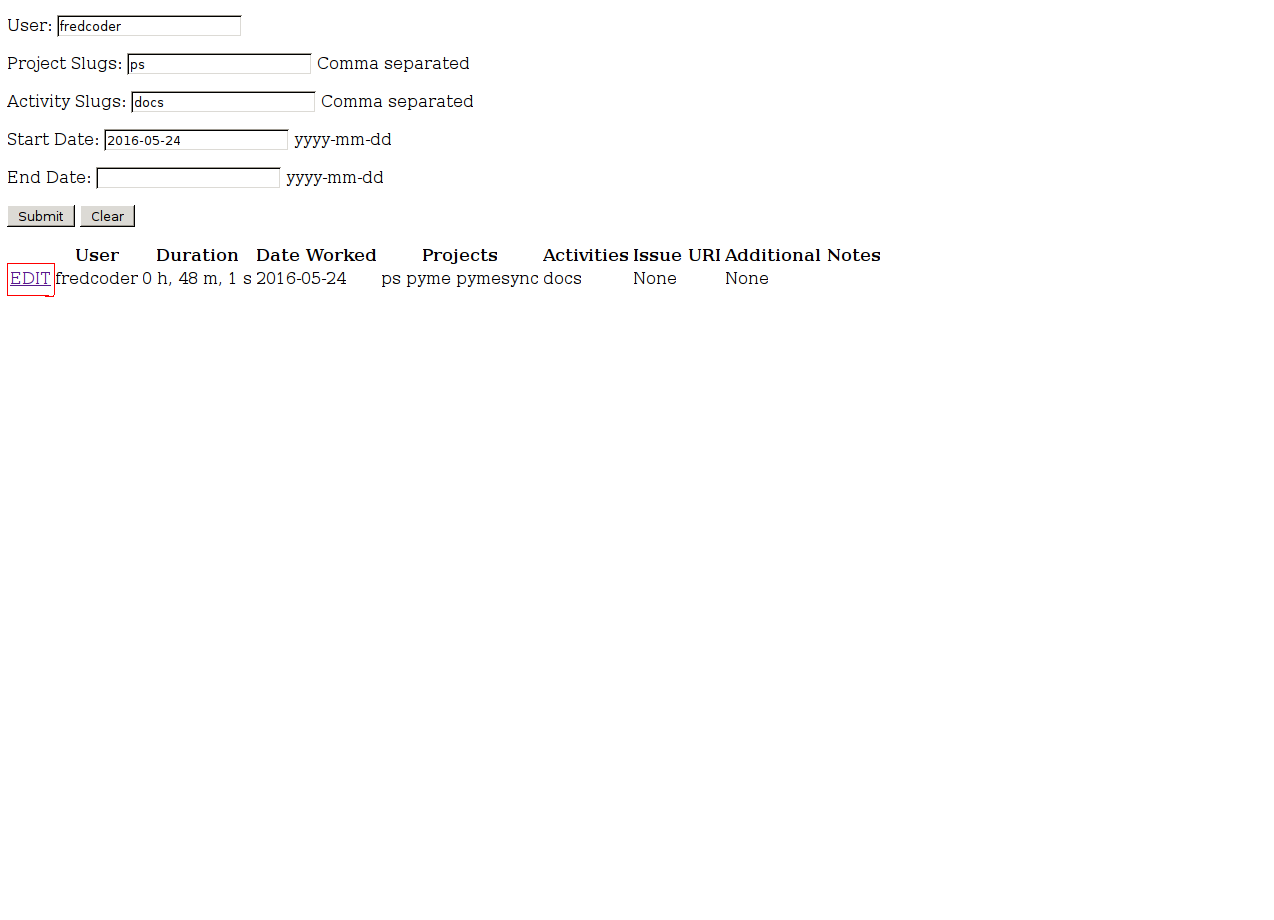 User: fredcoder
Project Slugs: ps Comma separated
Activity Slugs: docs Comma separated
Start Date: 2016-05-24 yyyy-mm-dd
End Date: yyyy-mm-dd
Submit Clear
User Duration Date Worked Projects Activities Issue URI Additional Notes
EDIT fredcoder 0 h, 48 m, 1 s 2016-05-24 ps pyme pymesync docs None None